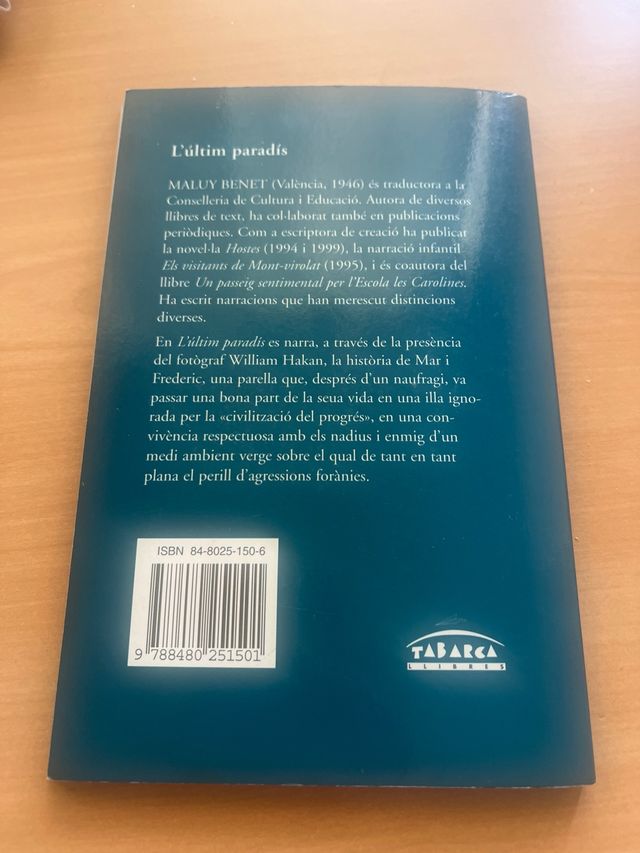 L'últim paradís
MALUY BENET (València, 1946) és traductora a la
Conselleria de Cultura i Educació. Autora de diversos
llibres de text, ha col·laborat també en publicacions
periòdiques. Com a escriptora de creació ha publicat
la novel·la Hostes (1994 i 1999), la narració infantil
Els visitants de Mont-virolat (1995), i és coautora del
llibre Un passeig sentimental per l'Escola les Carolines.
Ha escrit narracions que han merescut distincions
diverses.
En L'últim paradís es narra, a través de la presència
del fotògraf William Hakan, la història de Mar i
Frederic, una parella que, després d'un naufragi, va
passar una bona part de la seua vida en una illa igno-
rada per la «civilització del progrés», en una con-
vivència respectuosa amb els nadius i enmig d'un
medi ambient verge sobre el qual de tant en tant
plana el perill d'agressions forànies.
ISBN 84-8025-150-6
9 788480 251501
TABARCA
LLIBRES